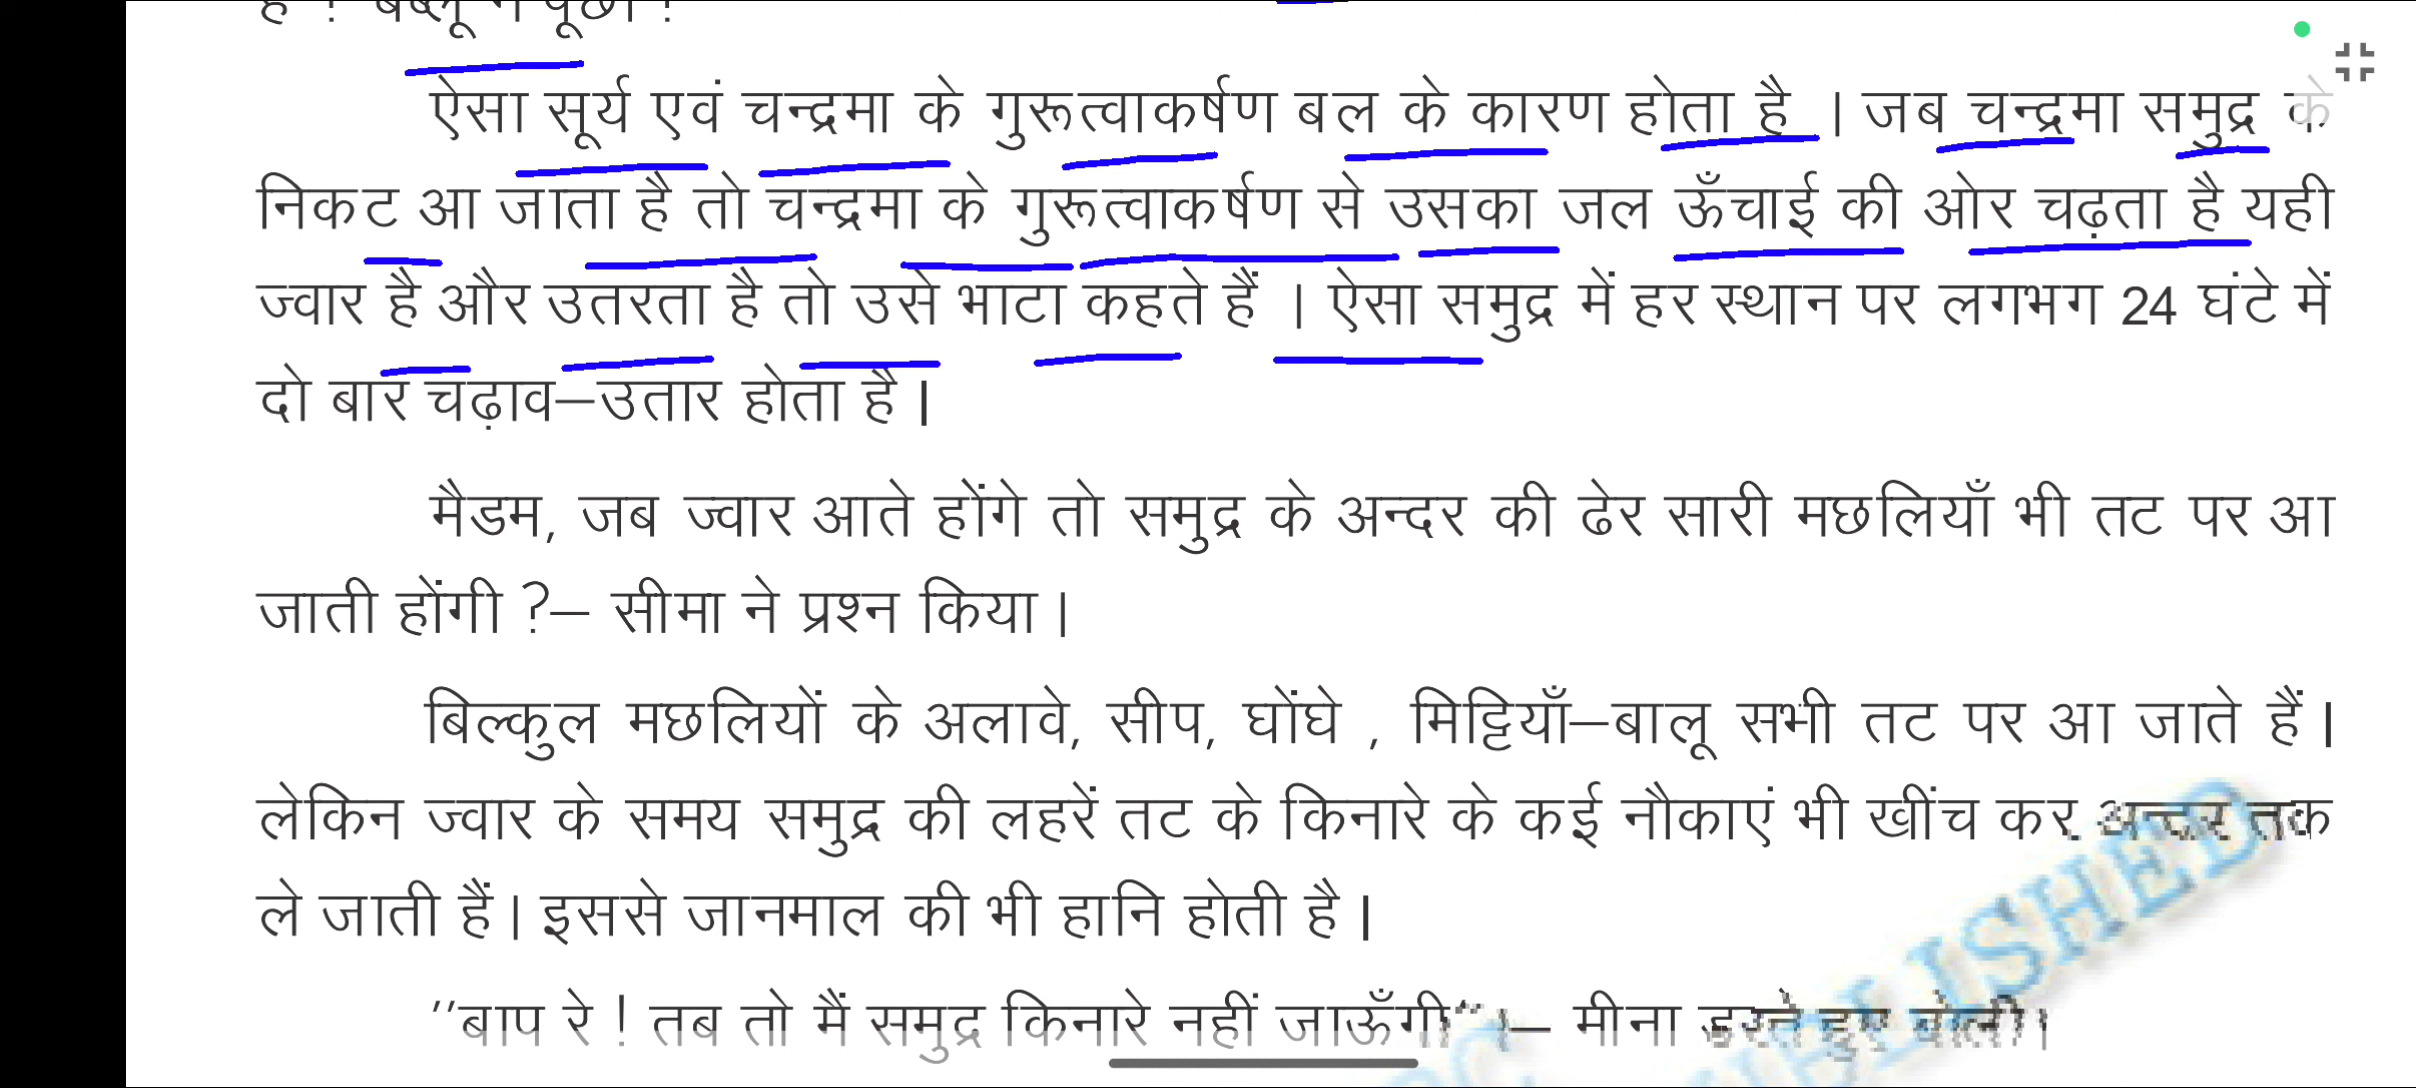 है ? बब्लू ने पूछा !
ऐसा सूर्य एवं चन्द्रमा के गुरूत्वाकर्षण बल के कारण होता है । जब चन्द्रमा समुद्र के
निकट आ जाता है तो चन्द्रमा के गुरूत्वाकर्षण से उसका जल ऊँचाई की ओर चढ़ता है यही
ज्वार है और उतरता है तो उसे भाटा कहते हैं । ऐसा समुद्र में हर स्थान पर लगभग 24 घंटे में
दो बार चढ़ाव–उतार होता है।
मैडम, जब ज्वार आते होंगे तो समुद्र के अन्दर की ढेर सारी मछलियाँ भी तट पर आ
जाती होंगी ?– सीमा ने प्रश्न किया।
बिल्कुल मछलियों के अलावे, सीप, घोंघे , मिट्टियाँ–बालू सभी तट पर आ जाते हैं।
लेकिन ज्वार के समय समुद्र की लहरें तट के किनारे के कई नौकाएं भी खींच कर अन्दर तक
ले जाती हैं। इससे जानमाल की भी हानि होती है।
"बाप रे ! तब तो मैं समुद्र किनारे नहीं जाऊँगी"।– मीना डरते हुए बोली।